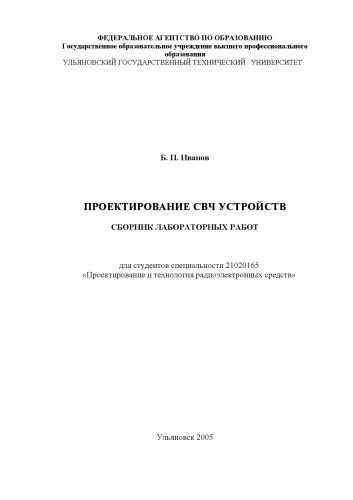 ФЕДЕРАЛЬНОЕ АГЕНТСТВО ПО ОБРАЗОВАНИЮ
Государственное образовательное учреждение высшего профессионального
образования
УЛЬЯНОВСКИЙ ГОСУДАРСТВЕННЫЙ ТЕХНИЧЕСКИЙ УНИВЕРСИТЕТ
Б. П. Иванов
ПРОЕКТИРОВАНИЕ СВЧ УСТРОЙСТВ
СБОРНИК ЛАБОРАТОРНЫХ РАБОТ
для студентов специальности 21020165
«Проектирование и технология радиоэлектронных средств»
Ульяновск 2005